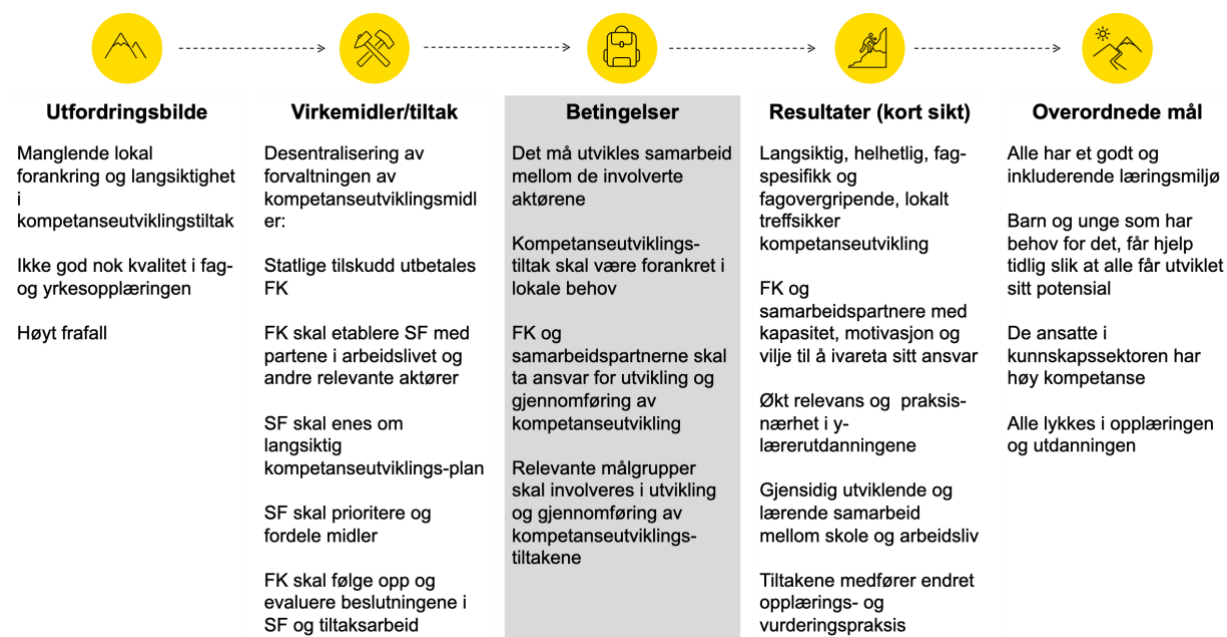 Utfordringsbilde
Manglende lokal
forankring og langsiktighet
i
kompetanseutviklingstiltak
Ikke god nok kvalitet i fag-
og yrkesopplæringen
Høyt frafall
Virkemidler/tiltak
Desentralisering av
forvaltningen av
kompetanseutviklingsmidl
er:
Statlige tilskudd utbetales
FK
FK skal etablere SF med
partene i arbeidslivet og
andre relevante aktører
SF skal enes om
langsiktig
kompetanseutviklings-plan
SF skal prioritere og
fordele midler
FK skal følge opp og
evaluere beslutningene i
SF og tiltaksarbeid
Betingelser
Det må utvikles samarbeid
mellom de involverte
aktørene
Kompetanseutviklings-
tiltak skal være forankret i
lokale behov
FK og
samarbeidspartnerne skal
ta ansvar for utvikling og
gjennomføring av
kompetanseutvikling
Relevante målgrupper
skal involveres i utvikling
og gjennomføring av
kompetanseutviklings-
tiltakene
Resultater (kort sikt)
Langsiktig, helhetlig, fag-
spesifikk og
fagovergripende, lokalt
treffsikker
kompetanseutvikling
FK og
samarbeidspartnere med
kapasitet, motivasjon og
vilje til å ivareta sitt ansvar
Økt relevans og praksis-
nærhet i y-
lærerutdanningene
Gjensidig utviklende og
lærende samarbeid
mellom skole og arbeidsliv
Tiltakene medfører endret
opplærings- og
vurderingspraksis
Overordnede mål
Alle har et godt og
inkluderende læringsmiljø
Barn og unge som har
behov for det, får hjelp
tidlig slik at alle får utviklet
sitt potensial
De ansatte i
kunnskapssektoren har
høy kompetanse
Alle lykkes i opplæringen
og utdanningen